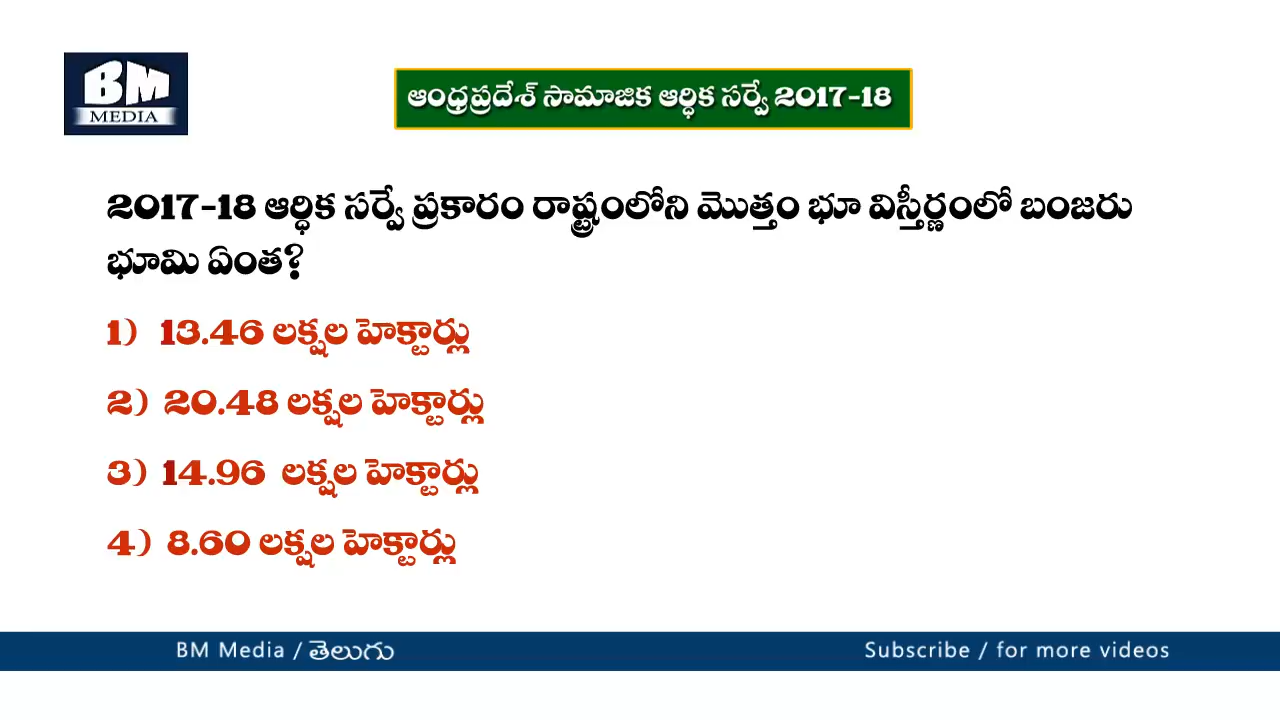 BM
MEDIA
ఆంధ్రప్రదేశ్ సామాజిక ఆర్ధిక సర్వే 2017-18
2017-18 ఆర్ధిక సర్వే ప్రకారం రాష్ట్రంలోని మొత్తం భూ విస్తీర్ణంలో బంజరు
భూమి ఏంత?
1) 13.46 లక్షల హెక్టార్లు
2) 20.48 లక్షల హెక్టార్లు
3) 14.96 లక్షల హెక్టార్లు
4) 8.60 లక్షల హెక్టార్లు
BM Media / తెలుగు
Subscribe / for more videos